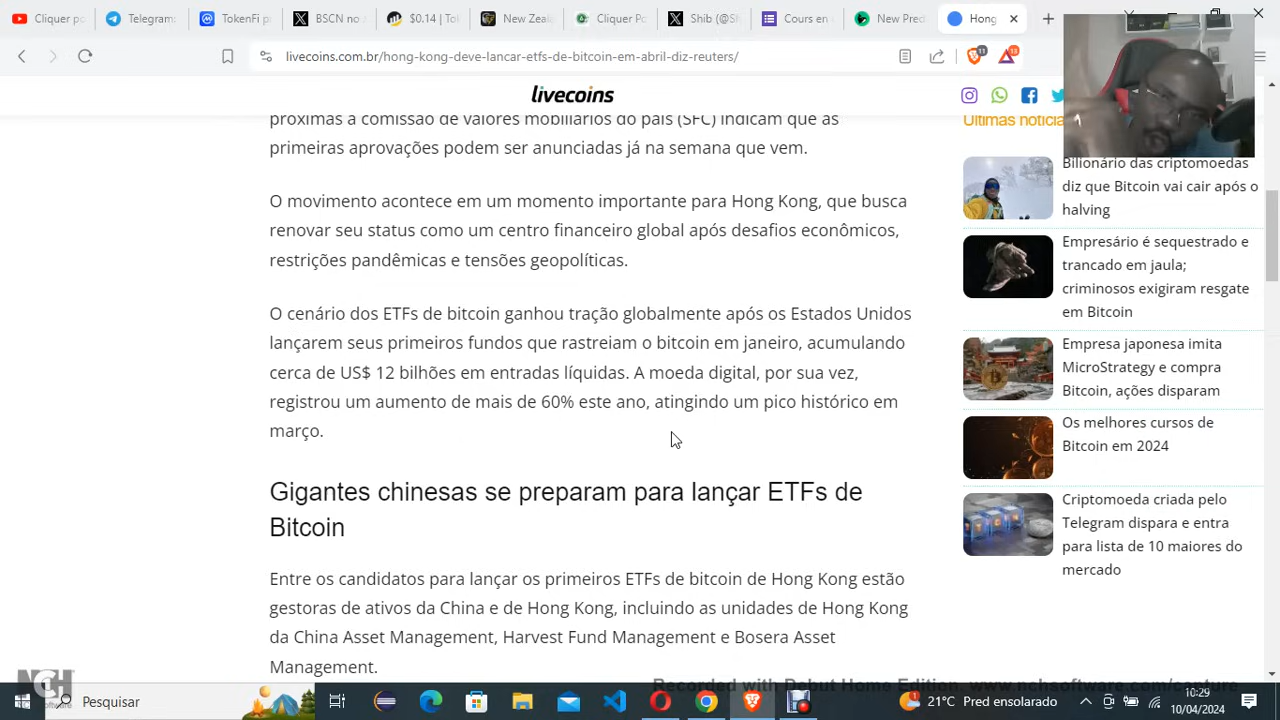 Cliquer po
Telegram:
TokenFi p
BSCN no A
$0.14 | Tok
New Zea
Cliquer Po
Shib (@Sh
Cours en
New Pred
Hong
livecoins.com.br/hong-kong-deve-lancar-etfs-de-bitcoin-em-abril-diz-reuters/
livecoins
próximas à comissão de valores mobiliários do país (SFC) indicam que as
primeiras aprovações podem ser anunciadas já na semana que vem.
O movimento acontece em um momento importante para Hong Kong, que busca
renovar seu status como um centro financeiro global após desafios econômicos,
restrições pandêmicas e tensões geopolíticas.
O cenário dos ETFs de bitcoin ganhou tração globalmente após os Estados Unidos
lançarem seus primeiros fundos que rastreiam o bitcoin em janeiro, acumulando
cerca de US$ 12 bilhões em entradas líquidas. A moeda digital, por sua vez,
registrou um aumento de mais de 60% este ano, atingindo um pico histórico em
março.
Gigantes chinesas se preparam para lançar ETFs de
Bitcoin
Entre os candidatos para lançar os primeiros ETFs de bitcoin de Hong Kong estão
gestoras de ativos da China e de Hong Kong, incluindo as unidades de Hong Kong
da China Asset Management, Harvest Fund Management e Bosera Asset
Management.
Últimas notícia
Bilionário das criptomoedas
diz que Bitcoin vai cair após o
halving
Empresário é sequestrado e
trancado em jaula;
criminosos exigiram resgate
em Bitcoin
Empresa japonesa imita
MicroStrategy e compra
Bitcoin, ações disparam
Os melhores cursos de
Bitcoin em 2024
Criptomoeda criada pelo
Telegram dispara e entra
para lista de 10 maiores do
mercado
NCH
Software
Recorded with Debut Home Edition. www.nchsoftware.com/capture
Pesquisar
21°C Pred ensolarado
10:29
10/04/2024